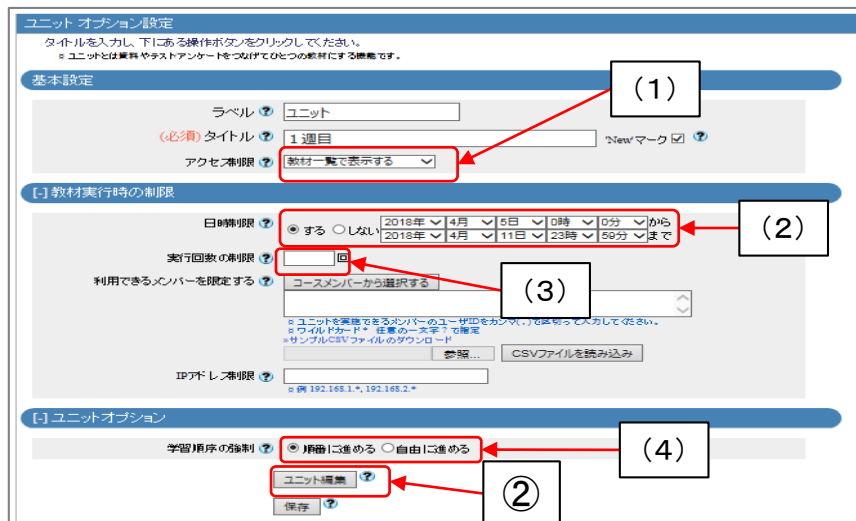 ユニット オプション設定
タイトルを入力し、下にある操作ボタンをクリックしてください。
¤ ユニットとは資料やテストアンケートをつなげてひとつの教材にする機能です。
基本設定
ラベル ? ユニット
(必須) タイトル ? 1週目 'New'マーク ?
アクセス制限 ? 教材一覧で表示する
(1)
[-] 教材実行時の制限
日時制限 ? する しない 2018年 4月 5日 0時 0分 から
2018年 4月 11日 23時 59分 まで
(2)
実行回数の制限 ? 回
(3)
利用できるメンバーを限定する ? コースメンバーから選択する
¤ ユニットを実施できるメンバーのユーザIDをカンマ(,)で区切って入力してください。
¤ ワイルドカード * 任意の一文字 ? で指定
»サンプルCSVファイルのダウンロード
参照... CSVファイルを読み込み
IPアドレス制限 ?
¤ 例 192.168.1.*, 192.168.2.*
[-] ユニットオプション
学習順序の強制 ? 順番に進める 自由に進める
(4)
ユニット編集 ?
②
保存 ?